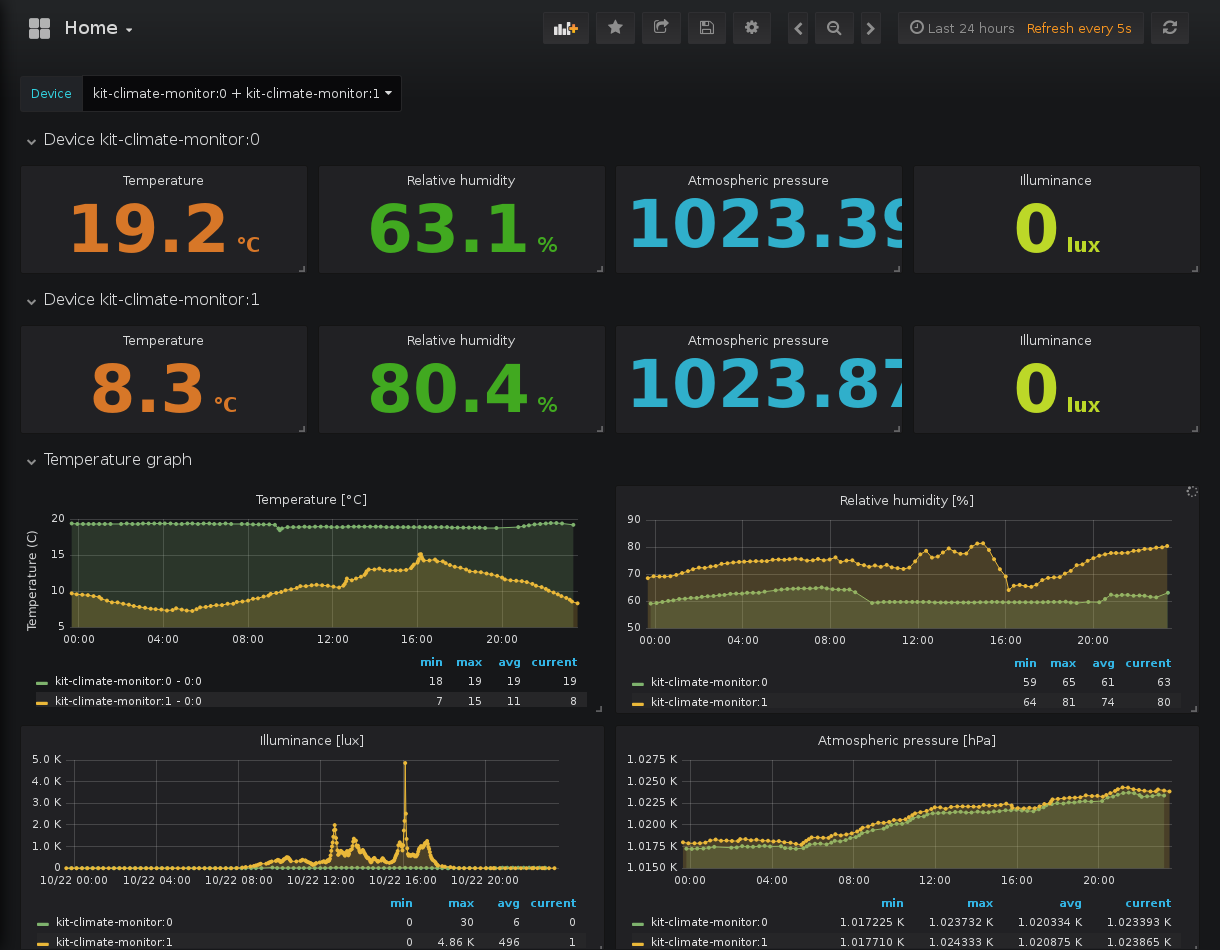 Home
Last 24 hours Refresh every 5s
Device kit-climate-monitor:0 + kit-climate-monitor:1
Device kit-climate-monitor:0
Temperature Relative humidity Atmospheric pressure Illuminance
19.2 °C 63.1 % 1023.39 0 lux
Device kit-climate-monitor:1
Temperature Relative humidity Atmospheric pressure Illuminance
8.3 °C 80.4 % 1023.87 0 lux
Temperature graph
Temperature [°C]
Temperature (C)
20
15
10
5
00:00 04:00 08:00 12:00 16:00 20:00
min max avg current
kit-climate-monitor:0 - 0:0 18 19 19 19
kit-climate-monitor:1 - 0:0 7 15 11 8
Relative humidity [%]
90
80
70
60
50
00:00 04:00 08:00 12:00 16:00 20:00
min max avg current
kit-climate-monitor:0 59 65 61 63
kit-climate-monitor:1 64 81 74 80
Illuminance [lux]
5.0 K
4.0 K
3.0 K
2.0 K
1.0 K
0
10/22 00:00 10/22 04:00 10/22 08:00 10/22 12:00 10/22 16:00 10/22 20:00
min max avg current
kit-climate-monitor:0 0 30 6 0
kit-climate-monitor:1 0 4.86 K 496 1
Atmospheric pressure [hPa]
1.0275 K
1.0250 K
1.0225 K
1.0200 K
1.0175 K
1.0150 K
00:00 04:00 08:00 12:00 16:00 20:00
min max avg current
kit-climate-monitor:0 1.017225 K 1.023732 K 1.020334 K 1.023393 K
kit-climate-monitor:1 1.017710 K 1.024333 K 1.020875 K 1.023865 K